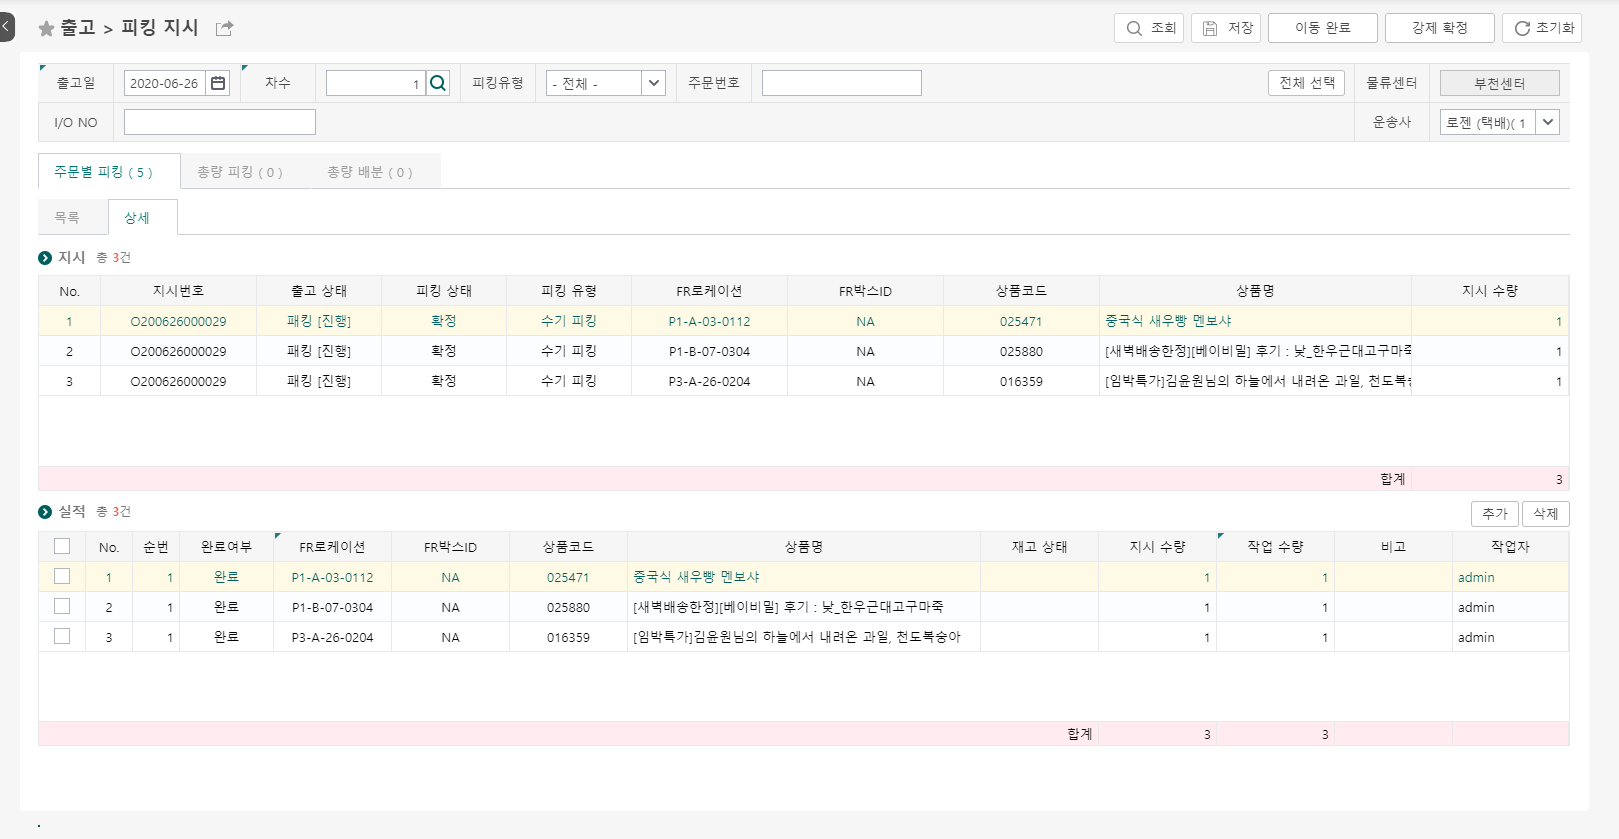 출고 > 피킹 지시
조회 저장 이동 완료 강제 확정 초기화
출고일 2020-06-26 차수 1 피킹유형 - 전체 - 주문번호 전체 선택 물류센터 부천센터
I/O NO 운송사 로젠 (택배)( 1
주문별 피킹 ( 5 ) 총량 피킹 ( 0 ) 총량 배분 ( 0 )
목록 상세
지시 총 3건
No. 지시번호 출고 상태 피킹 상태 피킹 유형 FR로케이션 FR박스ID 상품코드 상품명 지시 수량
1 O200626000029 패킹 [진행] 확정 수기 피킹 P1-A-03-0112 NA 025471 중국식 새우빵 멘보샤 1
2 O200626000029 패킹 [진행] 확정 수기 피킹 P1-B-07-0304 NA 025880 [새벽배송한정][베이비밀] 후기 : 낮_한우근대고구마죽 1
3 O200626000029 패킹 [진행] 확정 수기 피킹 P3-A-26-0204 NA 016359 [임박특가]김윤원님의 하늘에서 내려온 과일, 천도복숭 1
합계 3
실적 총 3건 추가 삭제
No. 순번 완료여부 FR로케이션 FR박스ID 상품코드 상품명 재고 상태 지시 수량 작업 수량 비고 작업자
1 1 완료 P1-A-03-0112 NA 025471 중국식 새우빵 멘보샤 1 1 admin
2 1 완료 P1-B-07-0304 NA 025880 [새벽배송한정][베이비밀] 후기 : 낮_한우근대고구마죽 1 1 admin
3 1 완료 P3-A-26-0204 NA 016359 [임박특가]김윤원님의 하늘에서 내려온 과일, 천도복숭아 1 1 admin
합계 3 3